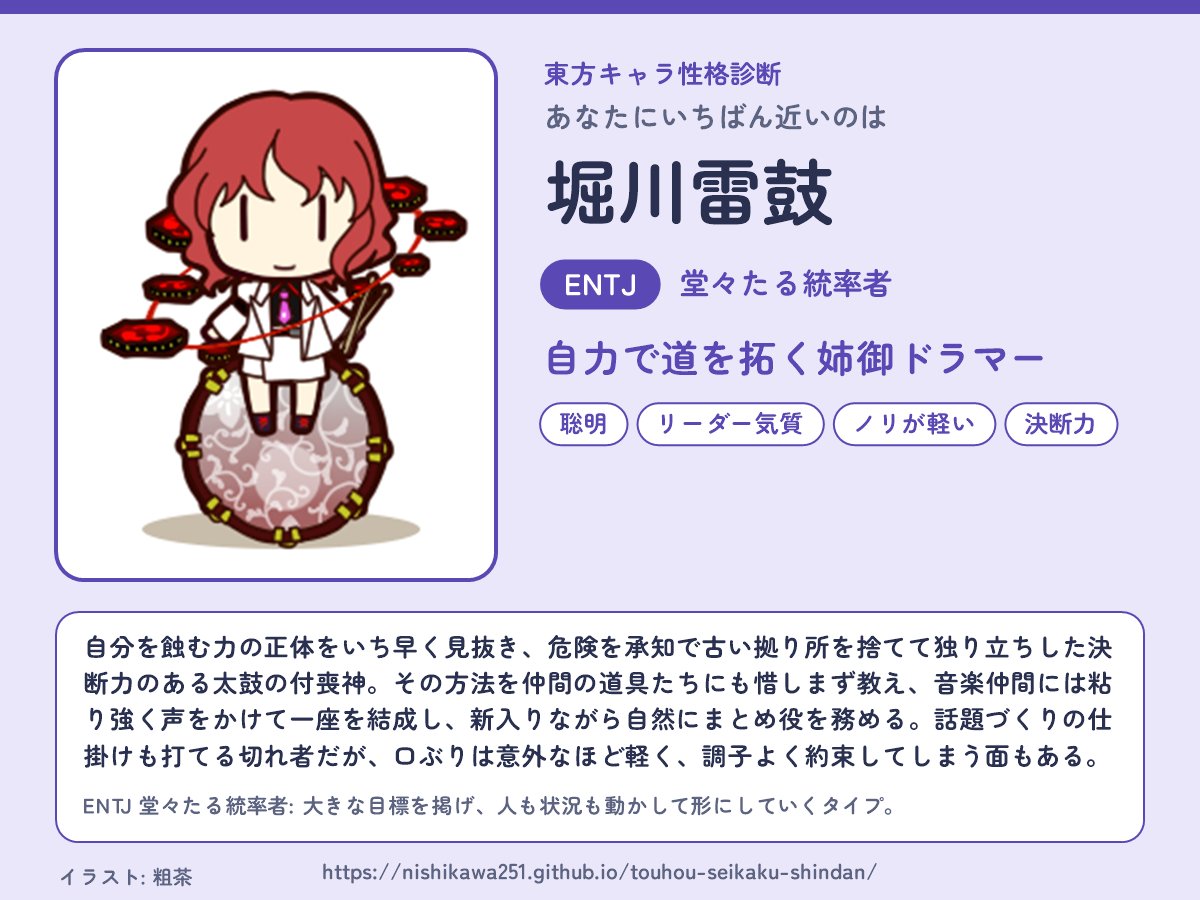 東方キャラ性格診断
あなたにいちばん近いのは
堀川雷鼓
ENTJ 堂々たる統率者
自力で道を拓く姉御ドラマー
聡明 リーダー気質 ノリが軽い 決断力
自分を蝕む力の正体をいち早く見抜き、危険を承知で古い拠り所を捨てて独り立ちした決
断力のある太鼓の付喪神。その方法を仲間の道具たちにも惜しまず教え、音楽仲間には粘
り強く声をかけて一座を結成し、新入りながら自然にまとめ役を務める。話題づくりの仕
掛けも打てる切れ者だが、口ぶりは意外なほど軽く、調子よく約束してしまう面もある。
ENTJ 堂々たる統率者: 大きな目標を掲げ、人も状況も動かして形にしていくタイプ。
イラスト: 粗茶
https://nishikawa251.github.io/touhou-seikaku-shindan/